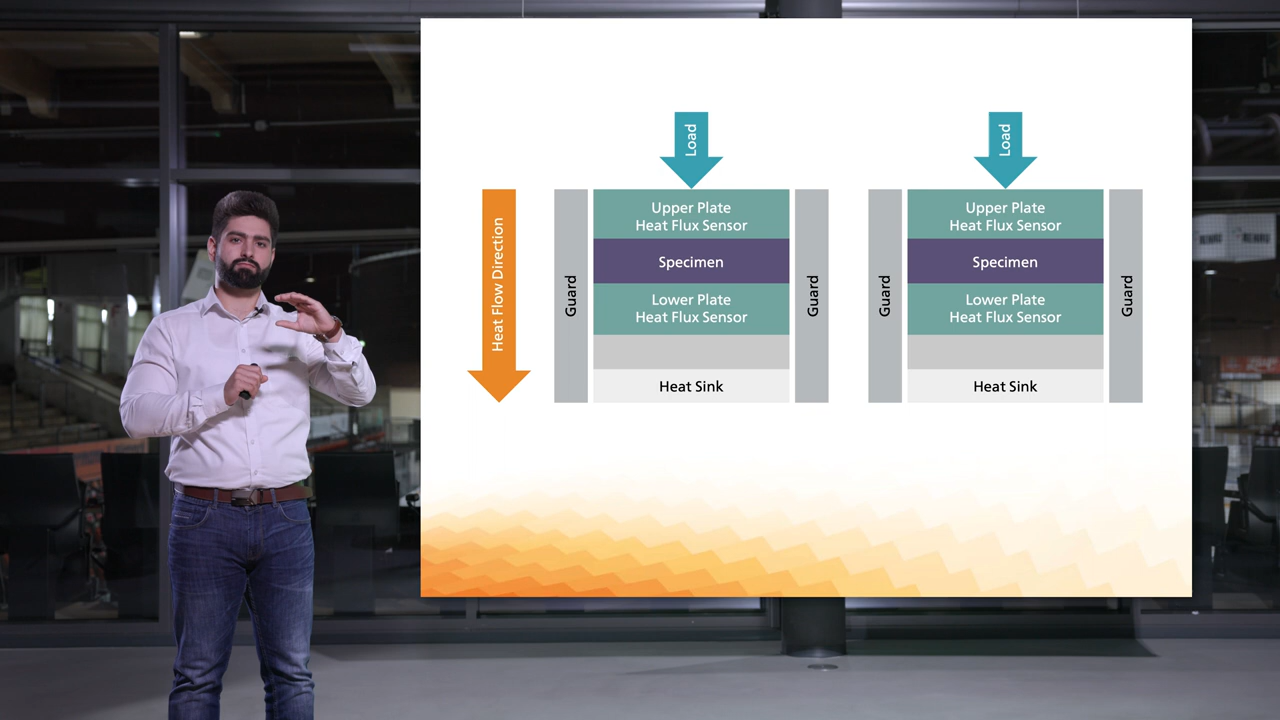 Load
Load
Heat Flow Direction
Guard
Upper Plate
Heat Flux Sensor
Specimen
Lower Plate
Heat Flux Sensor
Heat Sink
Guard
Guard
Upper Plate
Heat Flux Sensor
Specimen
Lower Plate
Heat Flux Sensor
Heat Sink
Guard